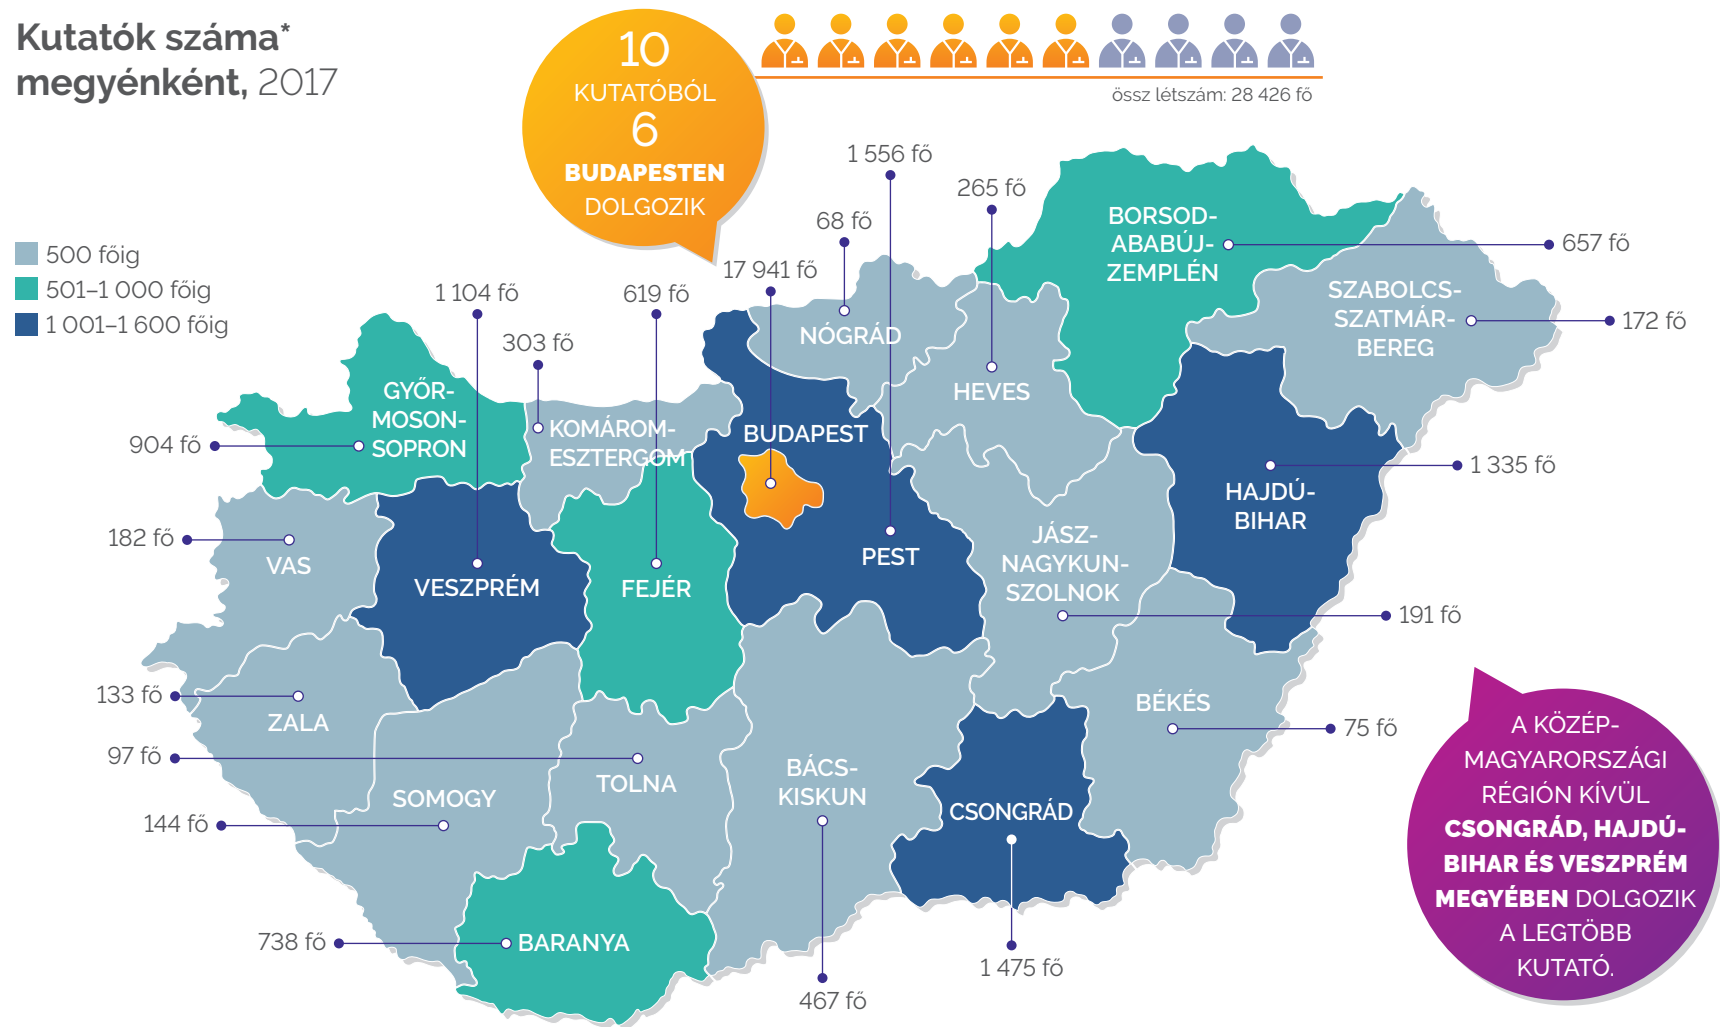 Kutatók száma*
megyénként, 2017
10
KUTATÓBÓL
6
BUDAPESTEN
DOLGOZIK
össz létszám: 28 426 fő
500 főig
501–1 000 főig
1 001–1 600 főig
1 556 fő
265 fő
68 fő
17 941 fő
619 fő
1 104 fő
303 fő
BORSOD-
ABABÚJ-
ZEMPLÉN
657 fő
SZABOLCS-
SZATMÁR-
BEREG
172 fő
NÓGRÁD
HEVES
GYŐR-
MOSON-
SOPRON
904 fő
KOMÁROM-
ESZTERGOM
BUDAPEST
1 335 fő
HAJDÚ-
BIHAR
182 fő
VAS
VESZPRÉM
FEJÉR
PEST
JÁSZ-
NAGYKUN-
SZOLNOK
191 fő
133 fő
ZALA
97 fő
TOLNA
144 fő
SOMOGY
BÁCS-
KISKUN
CSONGRÁD
BÉKÉS
75 fő
738 fő
BARANYA
467 fő
1 475 fő
A KÖZÉP-
MAGYARORSZÁGI
RÉGIÓN KÍVÜL
CSONGRÁD, HAJDÚ-
BIHAR ÉS VESZPRÉM
MEGYÉBEN DOLGOZIK
A LEGTÖBB
KUTATÓ.